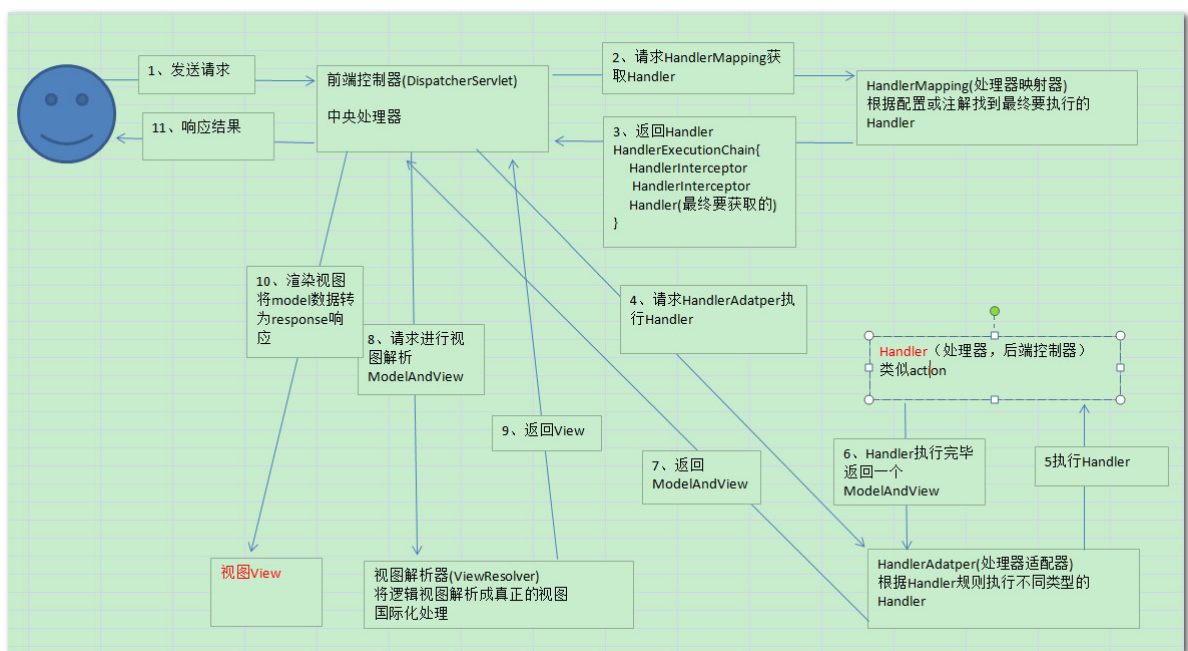 1、发送请求
前端控制器(DispatcherServlet)
中央处理器
2、请求HandlerMapping获
取Handler
HandlerMapping(处理器映射器)
根据配置或注解找到最终要执行的
Handler
11、响应结果
3、返回Handler
HandlerExecutionChain{
HandlerInterceptor
HandlerInterceptor
Handler(最终要获取的)
}
10、渲染视图
将model数据转
为response响
应
8、请求进行视
图解析
ModelAndView
4、请求HandlerAdatper执
行Handler
Handler（处理器，后端控制器）
类似action
9、返回View
7、返回
ModelAndView
6、Handler执行完毕
返回一个
ModelAndView
5执行Handler
视图View
视图解析器(ViewResolver)
将逻辑视图解析成真正的视图
国际化处理
HandlerAdatper(处理器适配器)
根据Handler规则执行不同类型的
Handler